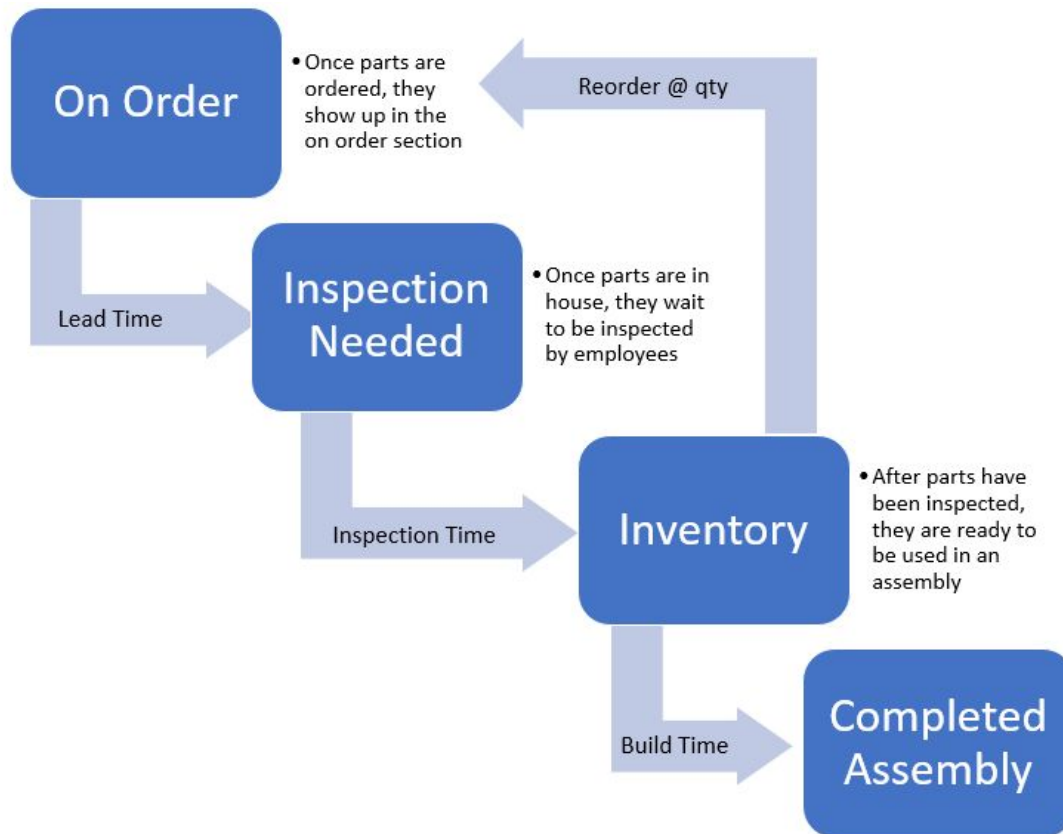 On Order
• Once parts are
ordered, they
show up in the
on order section
Reorder @ qty
Lead Time
Inspection
Needed
• Once parts are in
house, they wait
to be inspected
by employees
Inspection Time
Inventory
• After parts have
been inspected,
they are ready to
be used in an
assembly
Build Time
Completed
Assembly